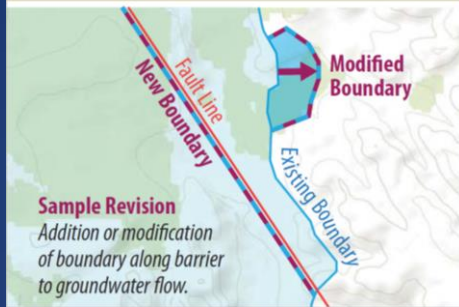 Modified
Boundary
Fault Line
New Boundary
Existing Boundary
Sample Revision
Addition or modification
of boundary along barrier
to groundwater flow.